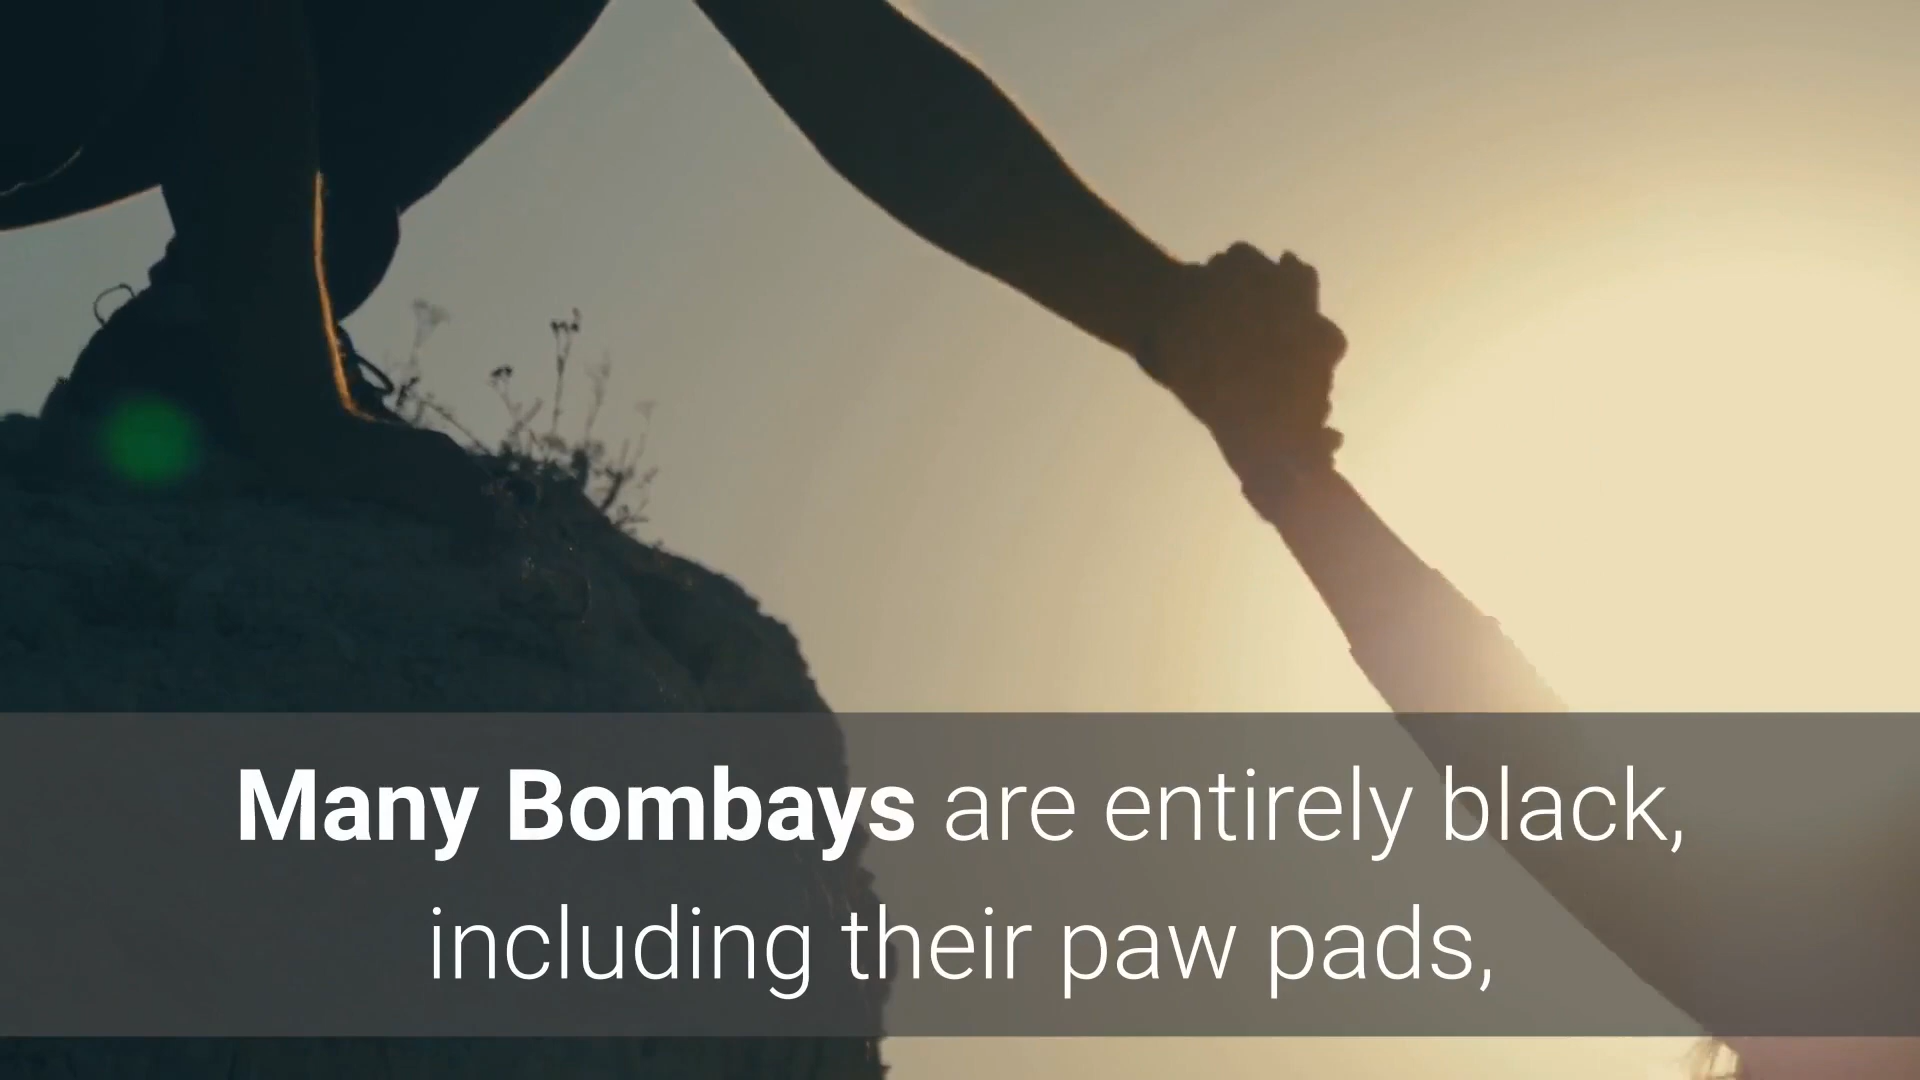 Many Bombays are entirely black,
including their paw pads,